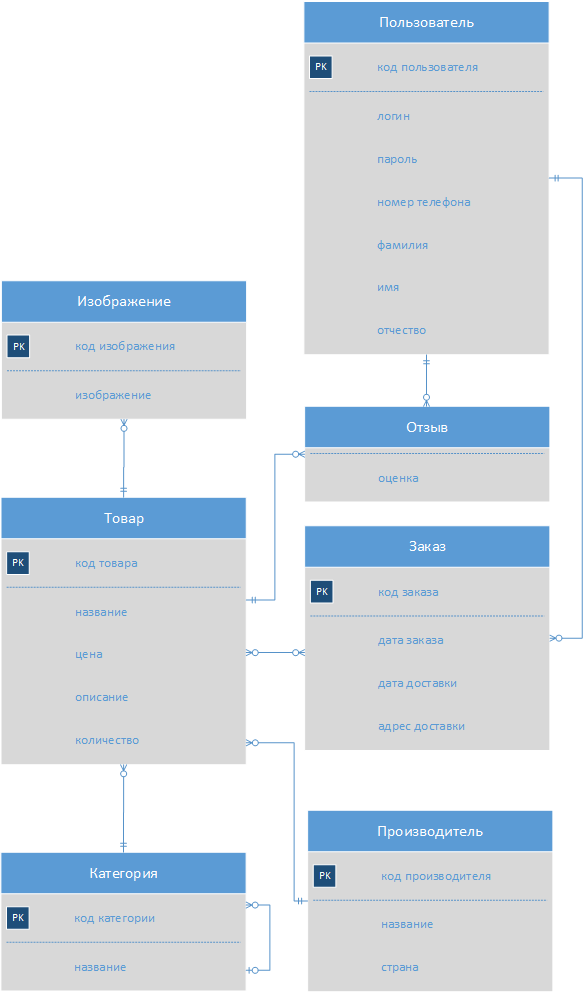 Пользователь
PK
код пользователя
логин
пароль
номер телефона
фамилия
имя
отчество
Изображение
PK
код изображения
изображение
Отзыв
оценка
Товар
PK
код товара
название
цена
описание
количество
Заказ
PK
код заказа
дата заказа
дата доставки
адрес доставки
Категория
PK
код категории
название
Производитель
PK
код производителя
название
страна